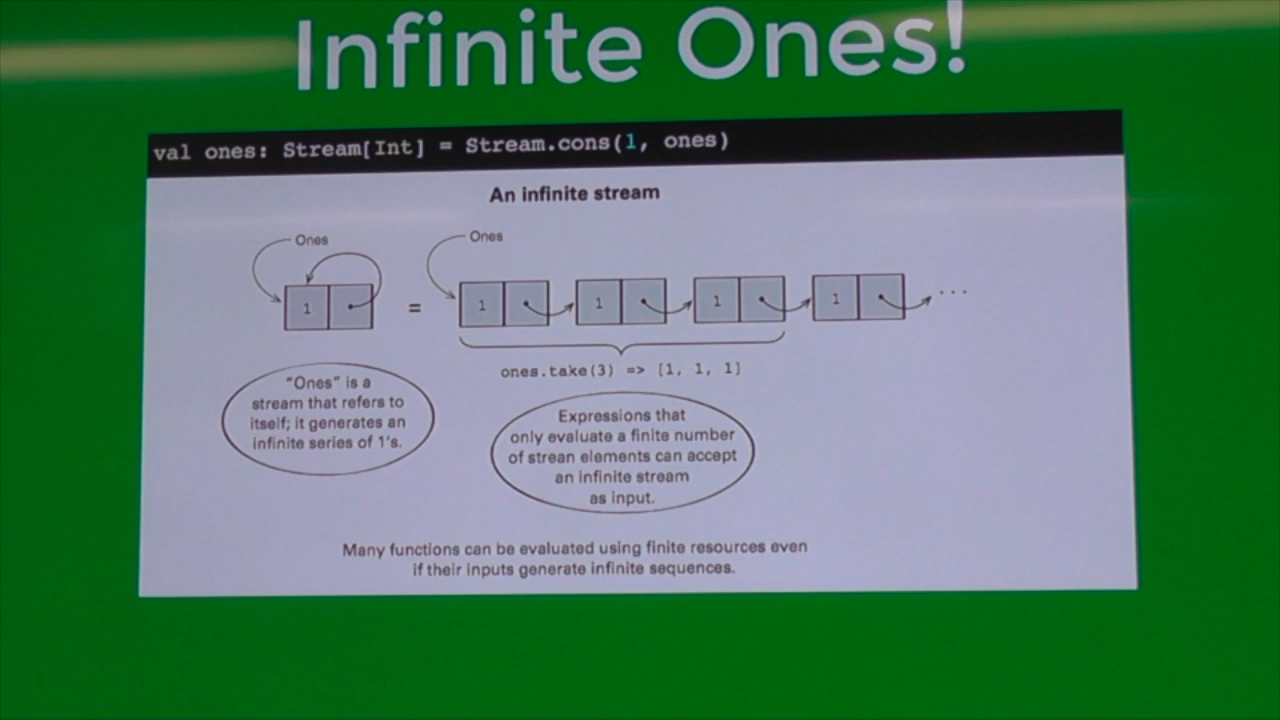 Infinite Ones!
val ones: Stream[Int] = Stream.cons(1, ones)
An infinite stream
Ones
Ones
1
=
1
1
1
1
...
ones.take(3) => [1, 1, 1]
"Ones" is a
stream that refers to
itself; it generates an
infinite series of 1's.
Expressions that
only evaluate a finite number
of strean elements can accept
an infinite stream
as input.
Many functions can be evaluated using finite resources even
if their inputs generate infinite sequences.